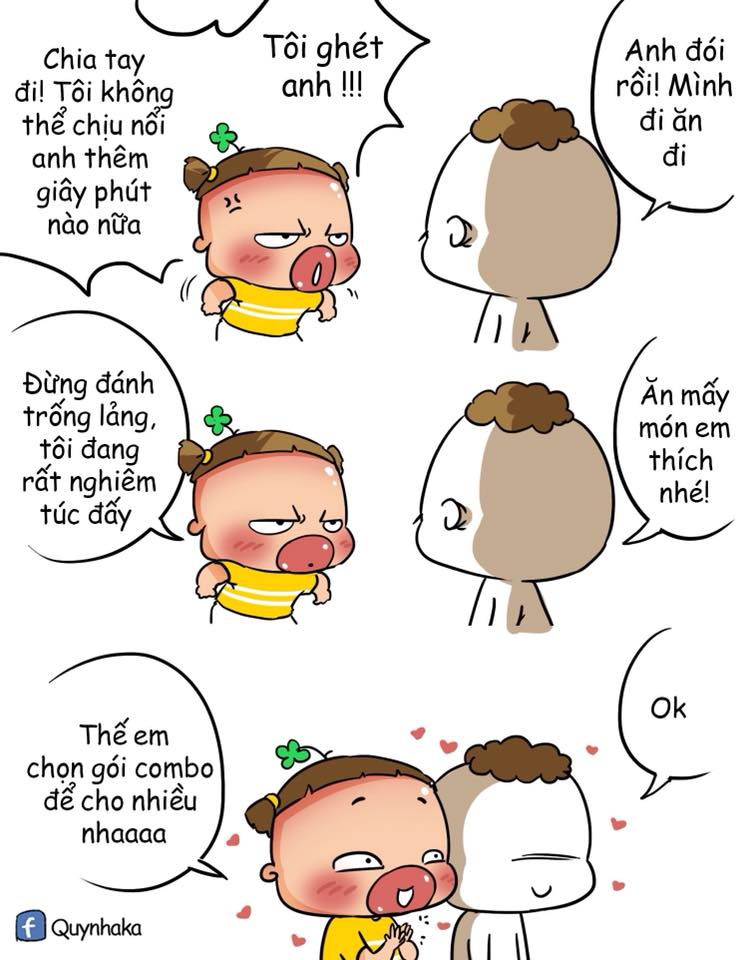 Chia tay
đi! Tôi không
thể chịu nổi
anh thêm
giây phút
nào nữa
Tôi ghét
anh !!!
Anh đói
rồi! Mình
đi ăn
đi
Đừng đánh
trống lảng,
tôi đang
rất nghiêm
túc đấy
Ăn mấy
món em
thích
nhé!
Thế em
chọn gói combo
để cho nhiều
nhaaaa
Ok
f Quynhaka